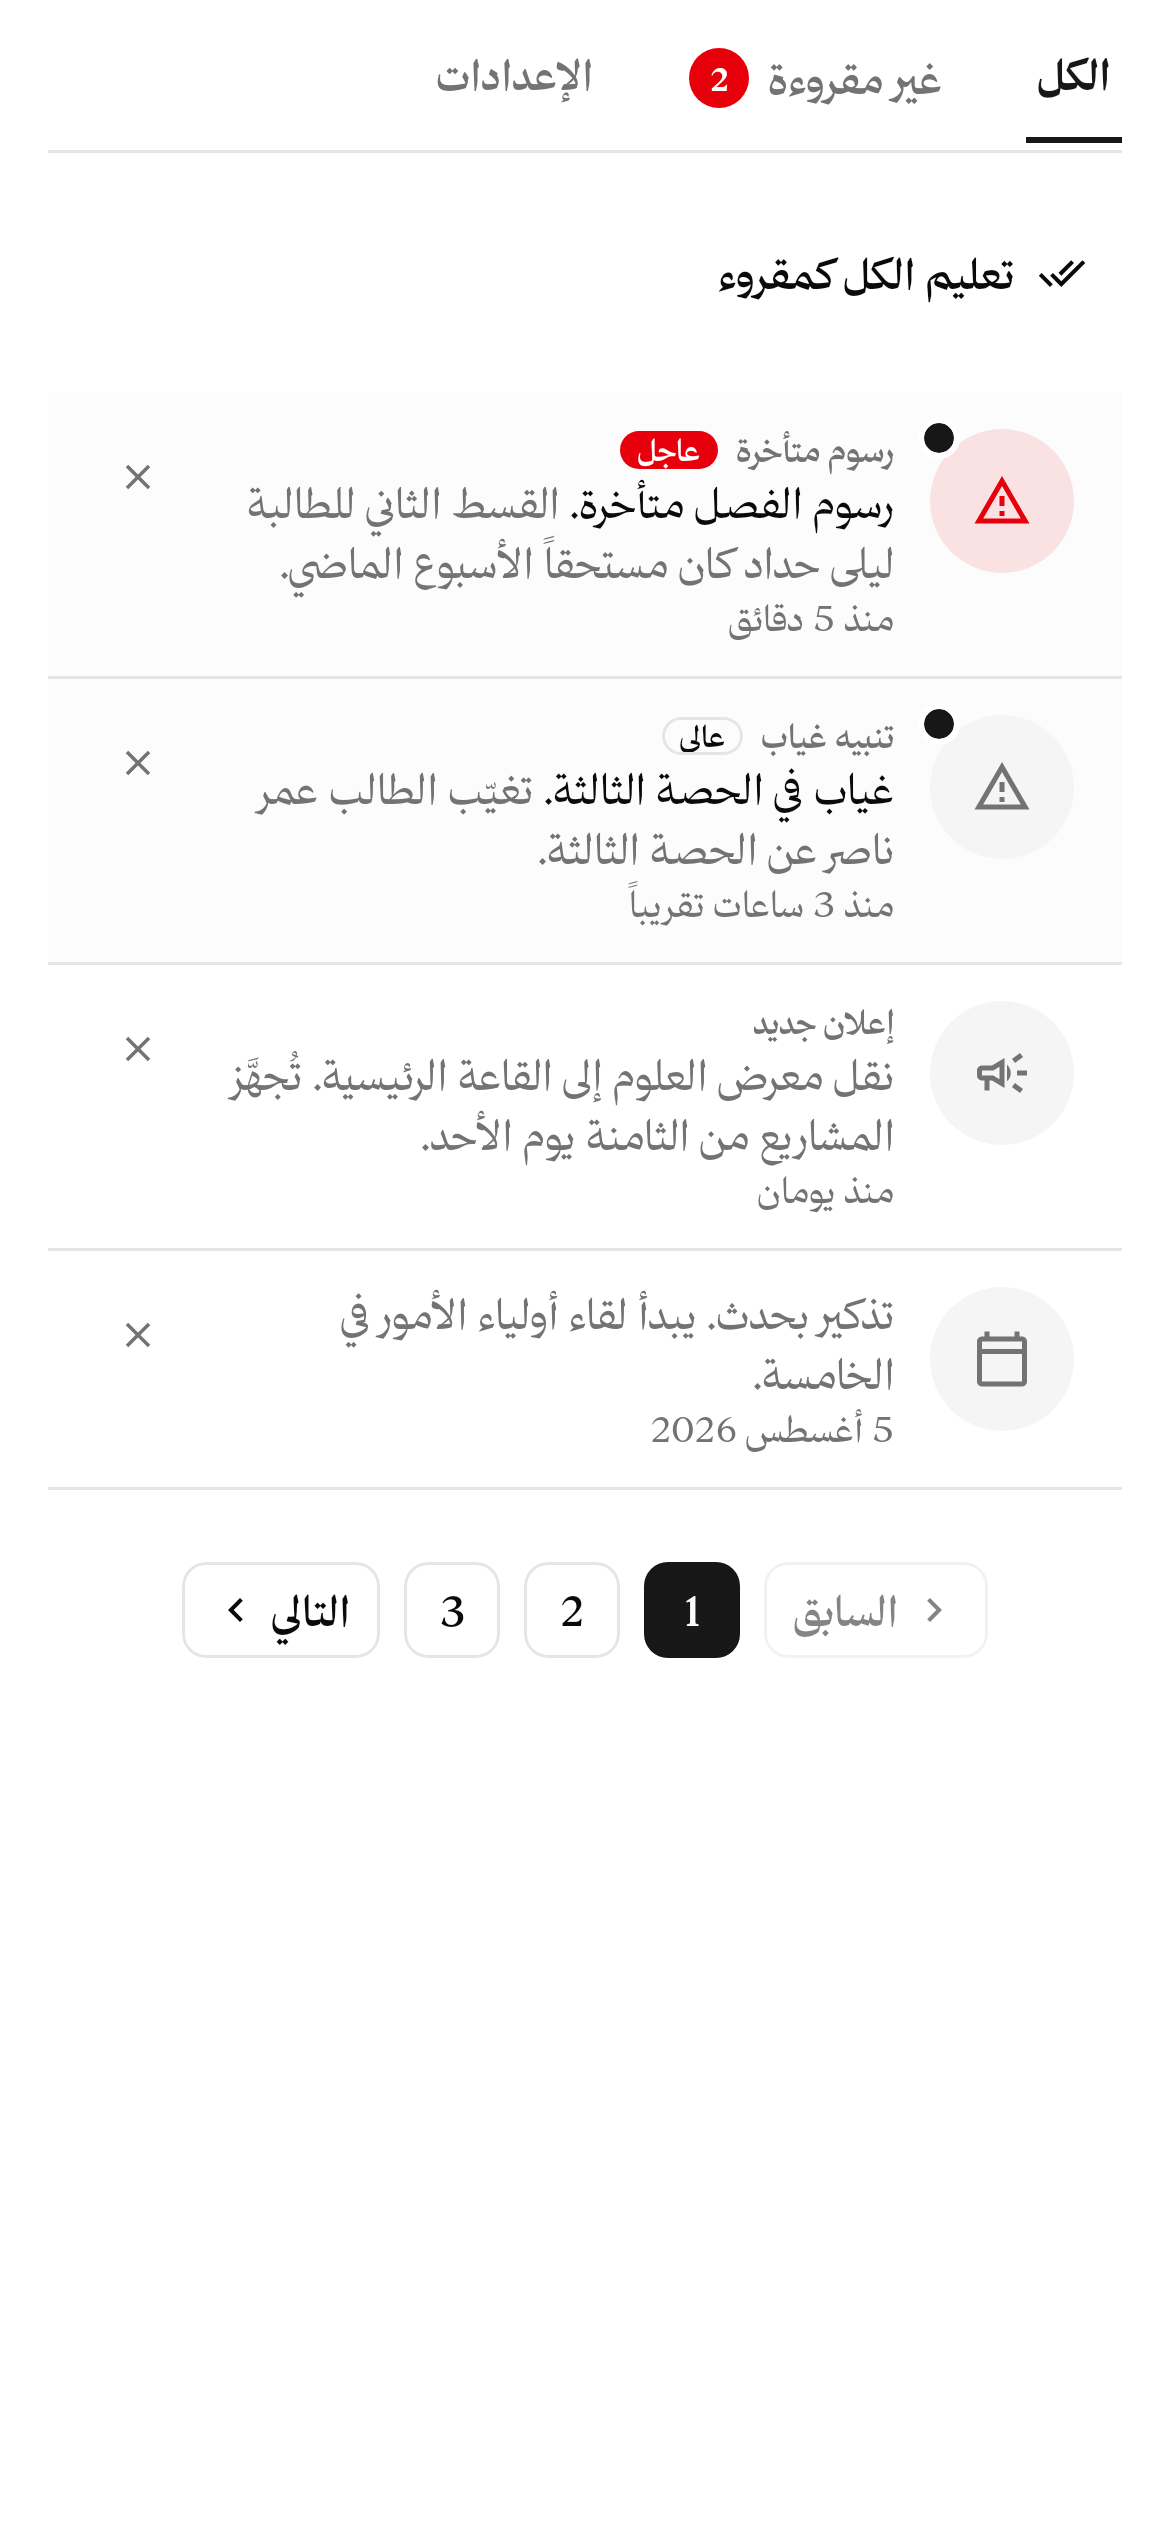 الكل
غير مقروءة 2
الإعدادات
تعليم الكل كمقروء
رسوم متأخرة عاجل
رسوم الفصل متأخرة. القسط الثاني للطالبة
ليلى حداد كان مستحقاً الأسبوع الماضي.
منذ 5 دقائق
تنبيه غياب عالى
غياب في الحصة الثالثة. تغيّب الطالب عمر
ناصر عن الحصة الثالثة.
منذ 3 ساعات تقريباً
إعلان جديد
نقل معرض العلوم إلى القاعة الرئيسية. تُجهَّز
المشاريع من الثامنة يوم الأحد.
منذ يومان
تذكير بحدث. يبدأ لقاء أولياء الأمور في
الخامسة.
5 أغسطس 2026
السابق 1 2 3 التالي